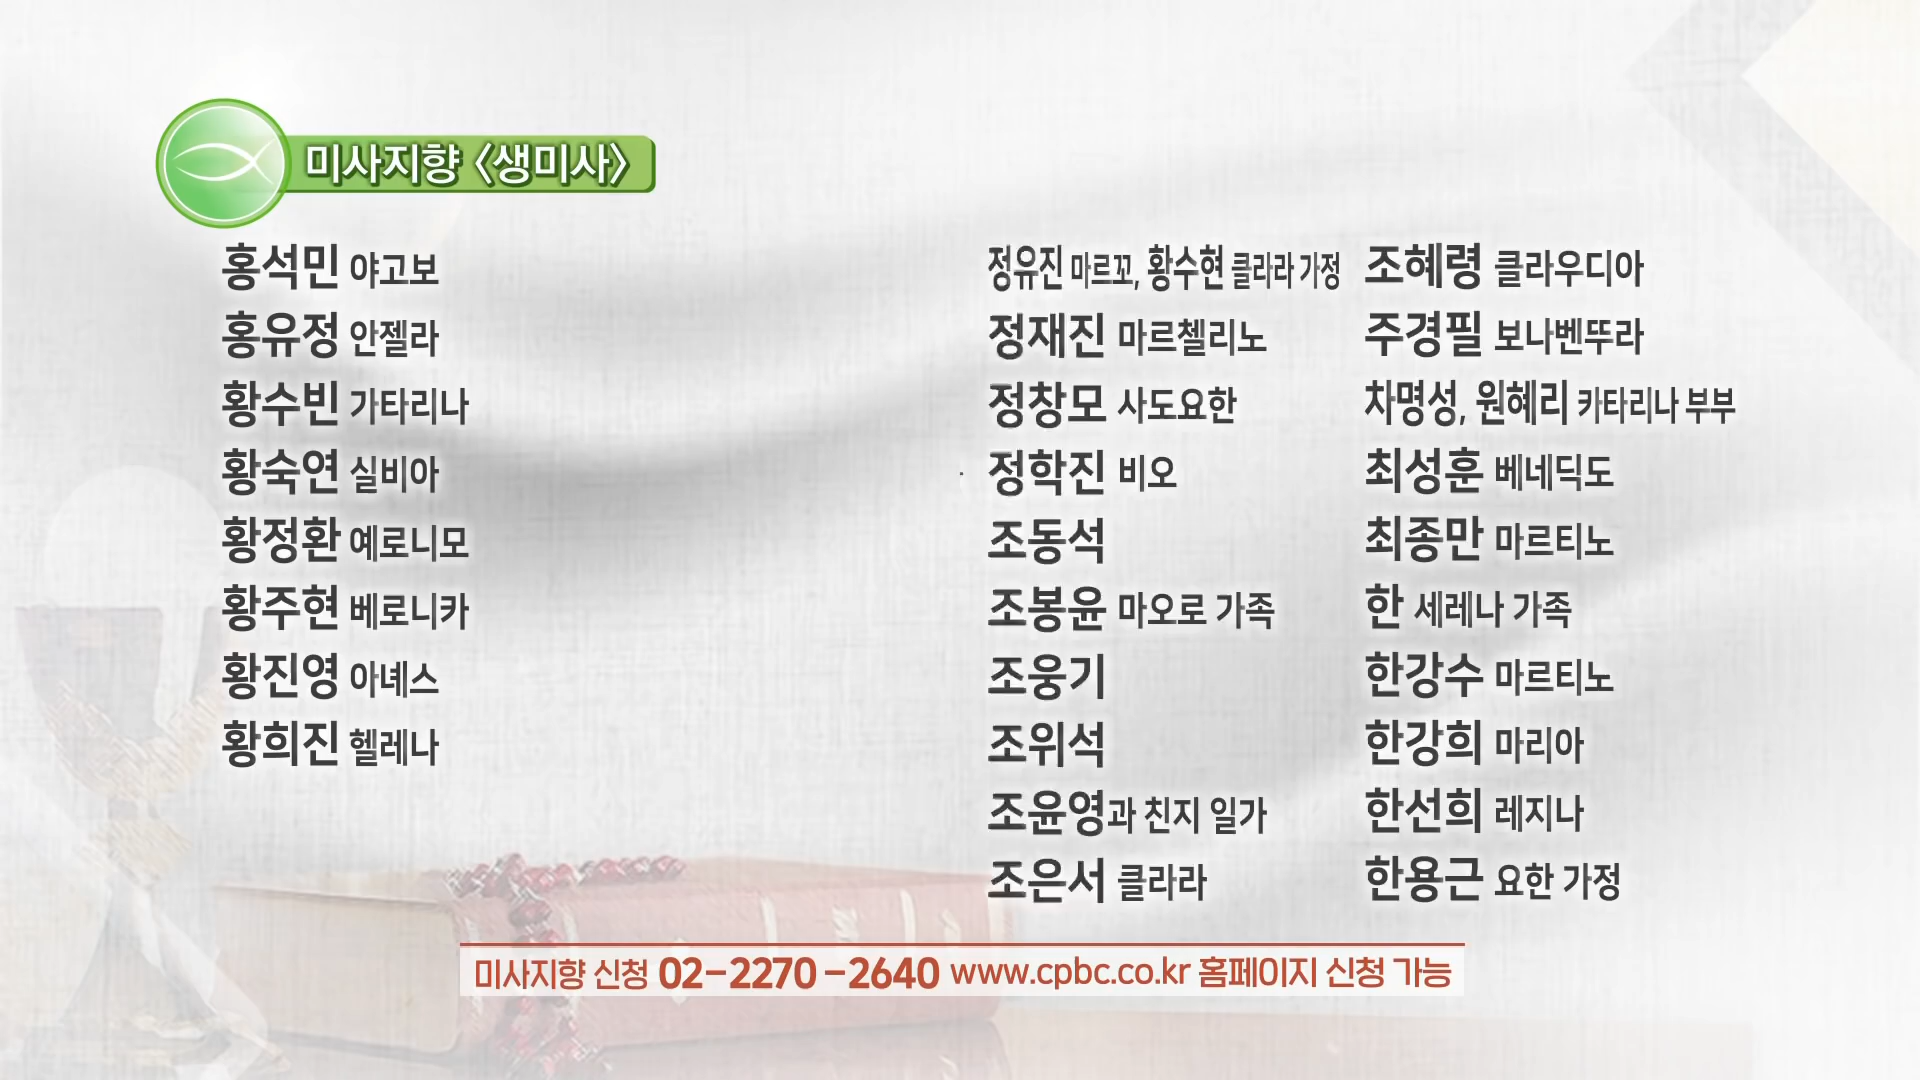 미사지향 〈생미사〉
홍석민 야고보
홍유정 안젤라
황수빈 가타리나
황숙연 실비아
황정환 예로니모
황주현 베로니카
황진영 아녜스
황희진 헬레나
정유진 마르꼬, 황수현 클라라 가정
정재진 마르첼리노
정창모 사도요한
정학진 비오
조동석
조봉윤 마오로 가족
조웅기
조위석
조윤영과 친지 일가
조은서 클라라
조혜령 클라우디아
주경필 보나벤뚜라
차명성, 원혜리 카타리나 부부
최성훈 베네딕도
최종만 마르티노
한 세레나 가족
한강수 마르티노
한강희 마리아
한선희 레지나
한용근 요한 가정
미사지향 신청 02-2270-2640 www.cpbc.co.kr 홈페이지 신청 가능